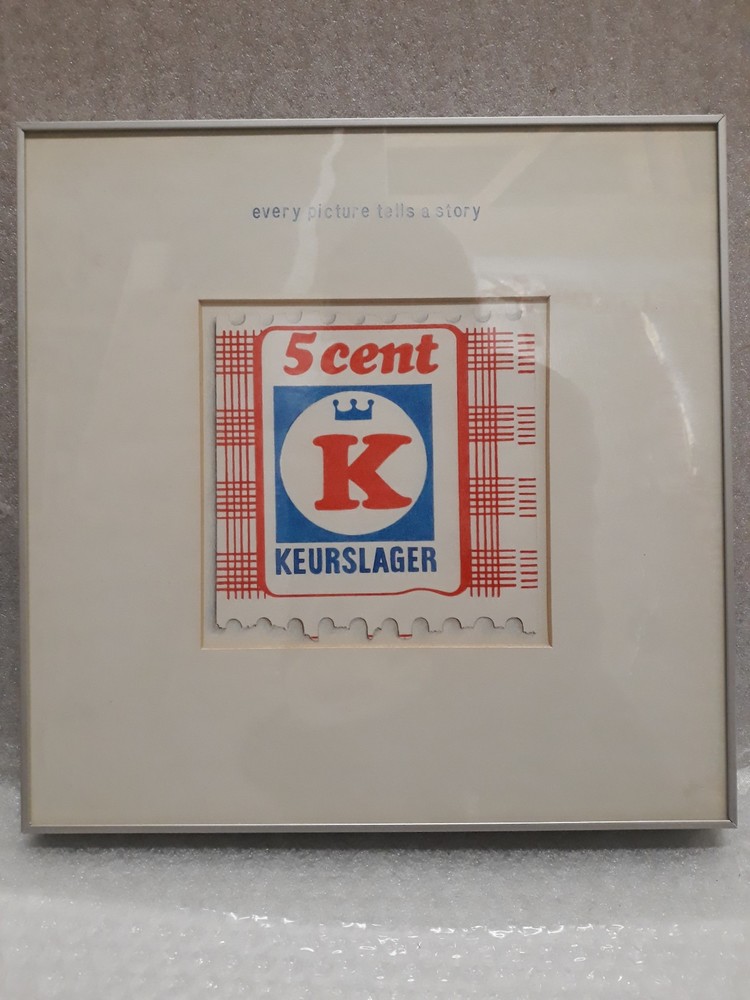 every picture tells a story
5 cent
K
KEURSLAGER